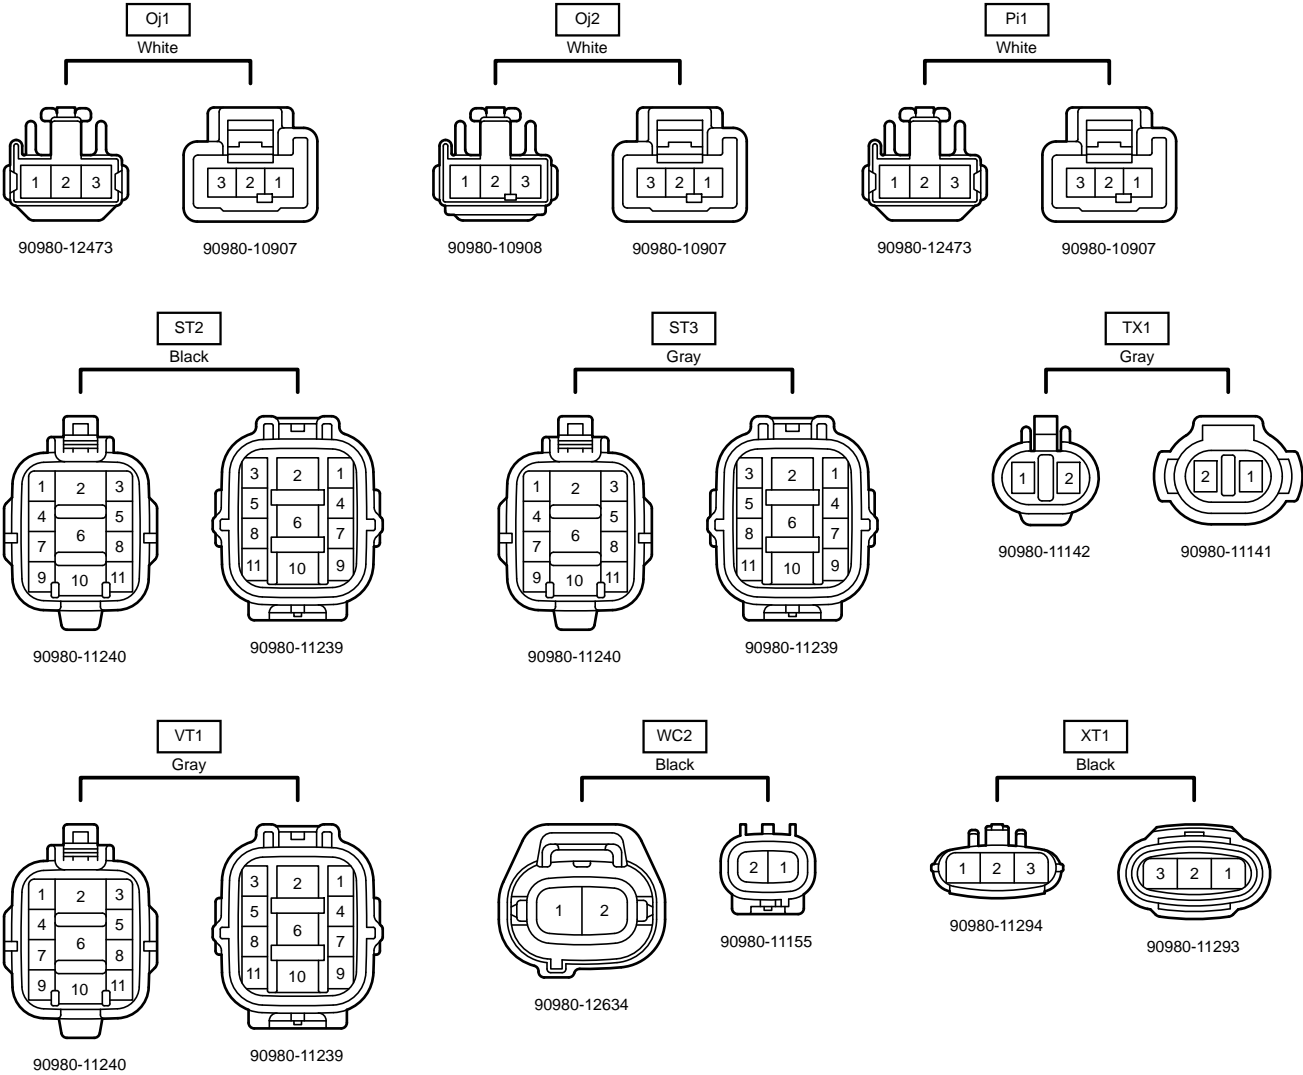 Oj1
White
1 2 3
3 2 1
90980-12473
90980-10907
Oj2
White
1 2 3
3 2 1
90980-10908
90980-10907
Pi1
White
1 2 3
3 2 1
90980-12473
90980-10907
ST2
Black
1 2 3
4 5
6
7 8
9 10 11
90980-11240
3 2 1
5 4
6
8 7
11 10 9
90980-11239
ST3
Gray
1 2 3
4 5
6
7 8
9 10 11
90980-11240
3 2 1
5 4
6
8 7
11 10 9
90980-11239
TX1
Gray
1 2
2 1
90980-11142
90980-11141
VT1
Gray
1 2 3
4 5
6
7 8
9 10 11
90980-11240
3 2 1
5 4
6
8 7
11 10 9
90980-11239
WC2
Black
1 2
90980-12634
2 1
90980-11155
XT1
Black
1 2 3
90980-11294
3 2 1
90980-11293